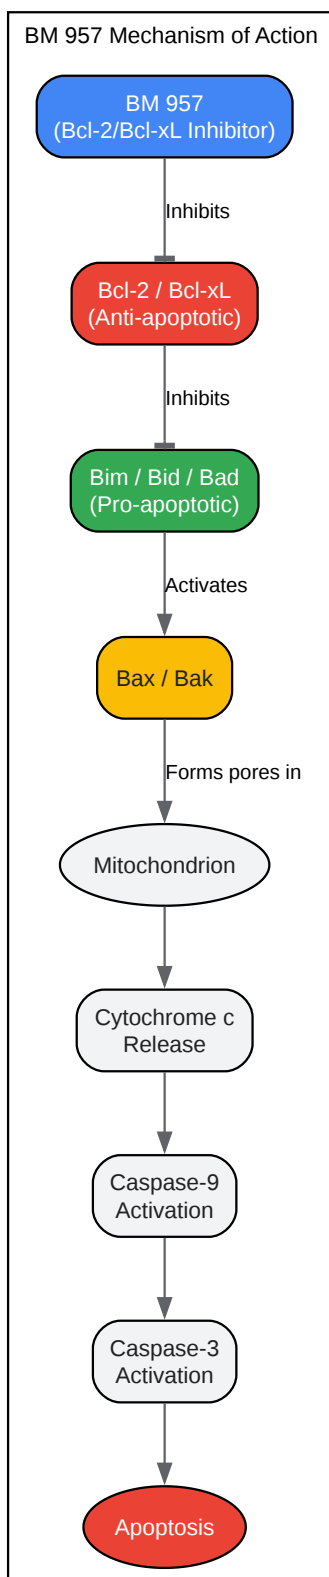 BM 957 Mechanism of Action
BM 957
(Bcl-2/Bcl-xL Inhibitor)
Inhibits
Bcl-2 / Bcl-xL
(Anti-apoptotic)
Inhibits
Bim / Bid / Bad
(Pro-apoptotic)
Activates
Bax / Bak
Forms pores in
Mitochondrion
Cytochrome c
Release
Caspase-9
Activation
Caspase-3
Activation
Apoptosis